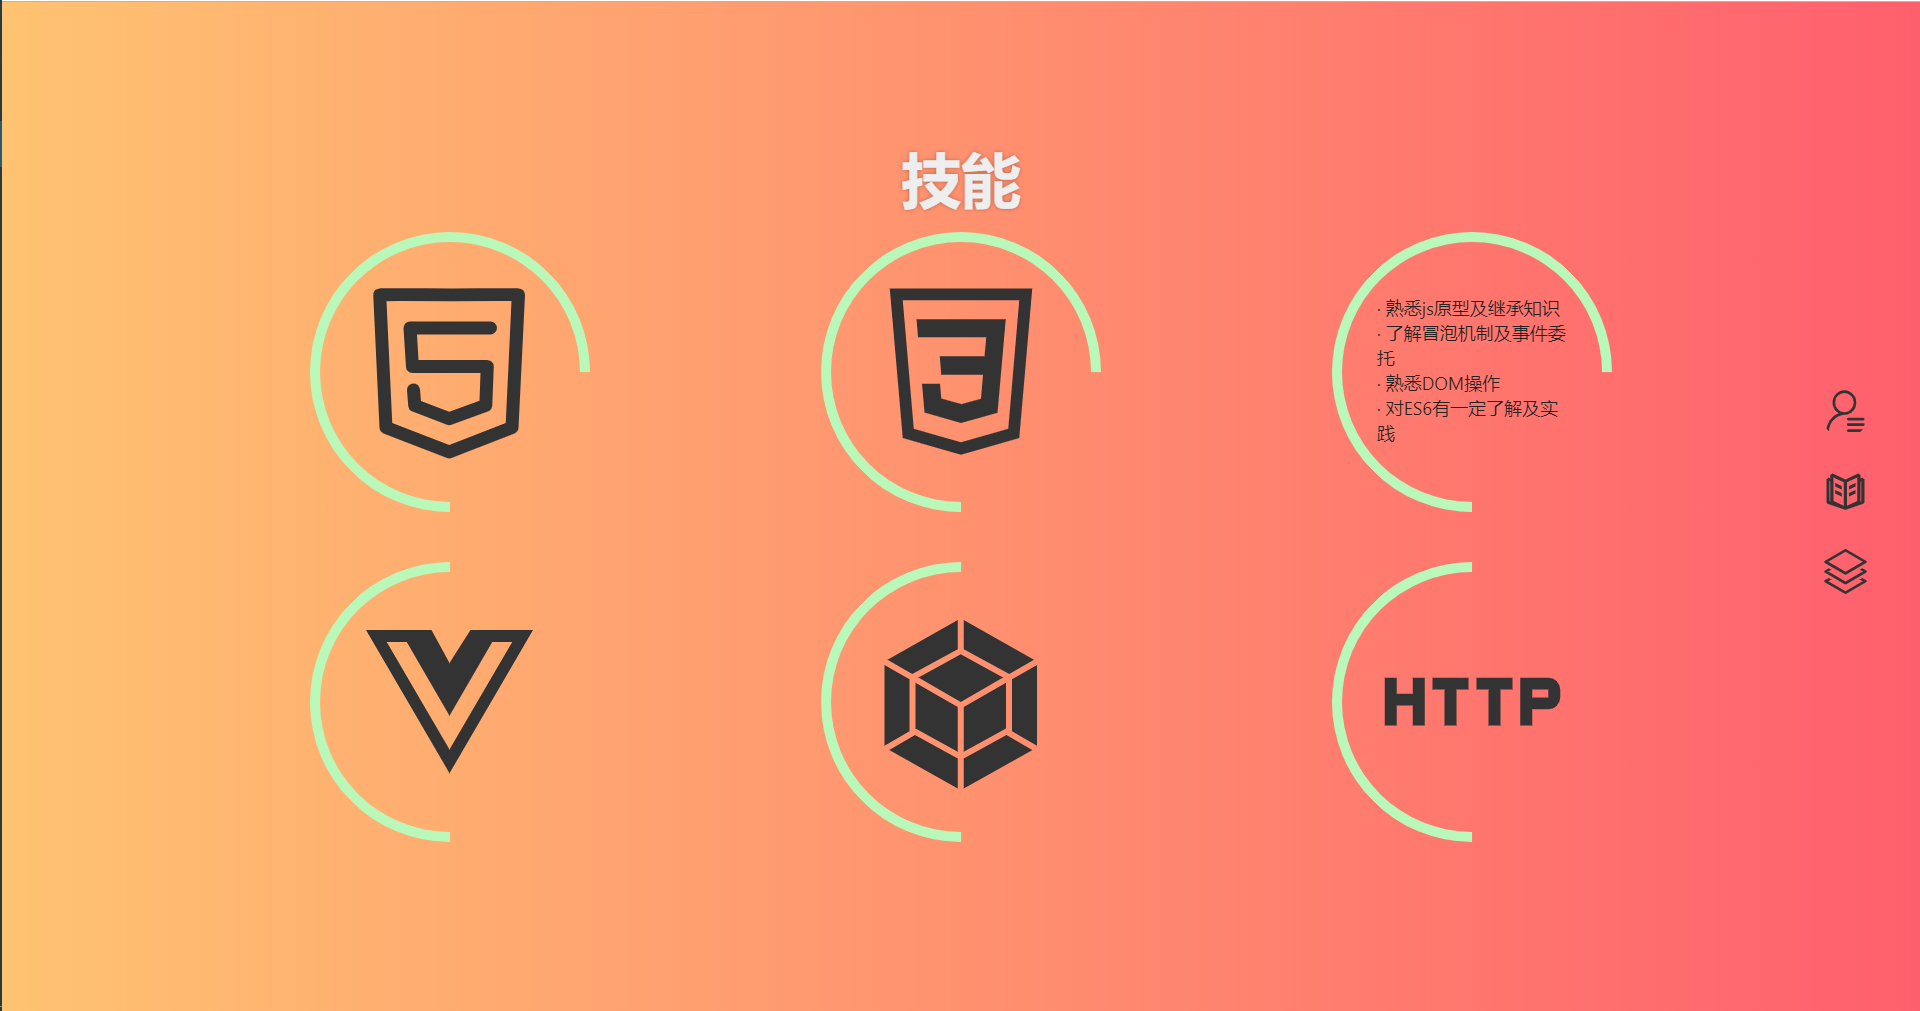 技能
5
3
· 熟悉js原型及继承知识
· 了解冒泡机制及事件委
托
· 熟悉DOM操作
· 对ES6有一定了解及实
践
HTTP